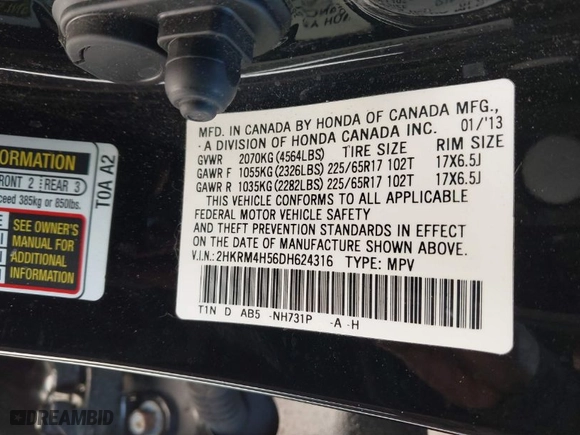 MFD. IN CANADA BY HONDA OF CANADA MFG.,
A DIVISION OF HONDA CANADA INC. 01/'13
GVWR 2070KG (4564LBS) TIRE SIZE RIM SIZE
GAWR F 1055KG (2326LBS) 225/65R17 102T 17X6.5J
GAWR R 1035KG (2282LBS) 225/65R17 102T 17X6.5J
THIS VEHICLE CONFORMS TO ALL APPLICABLE
FEDERAL MOTOR VEHICLE SAFETY
AND THEFT PREVENTION STANDARDS IN EFFECT
ON THE DATE OF MANUFACTURE SHOWN ABOVE.
V.I.N.: 2HKRM4H56DH624316 TYPE: MPV
T1N D AB5 -NH731P -A -H
ORMATION
FRONT 2 REAR 3
ceed 385kg or 850lbs.
SEE OWNER'S
MANUAL FOR
ADDITIONAL
INFORMATION
T0A A2
DREAMBID